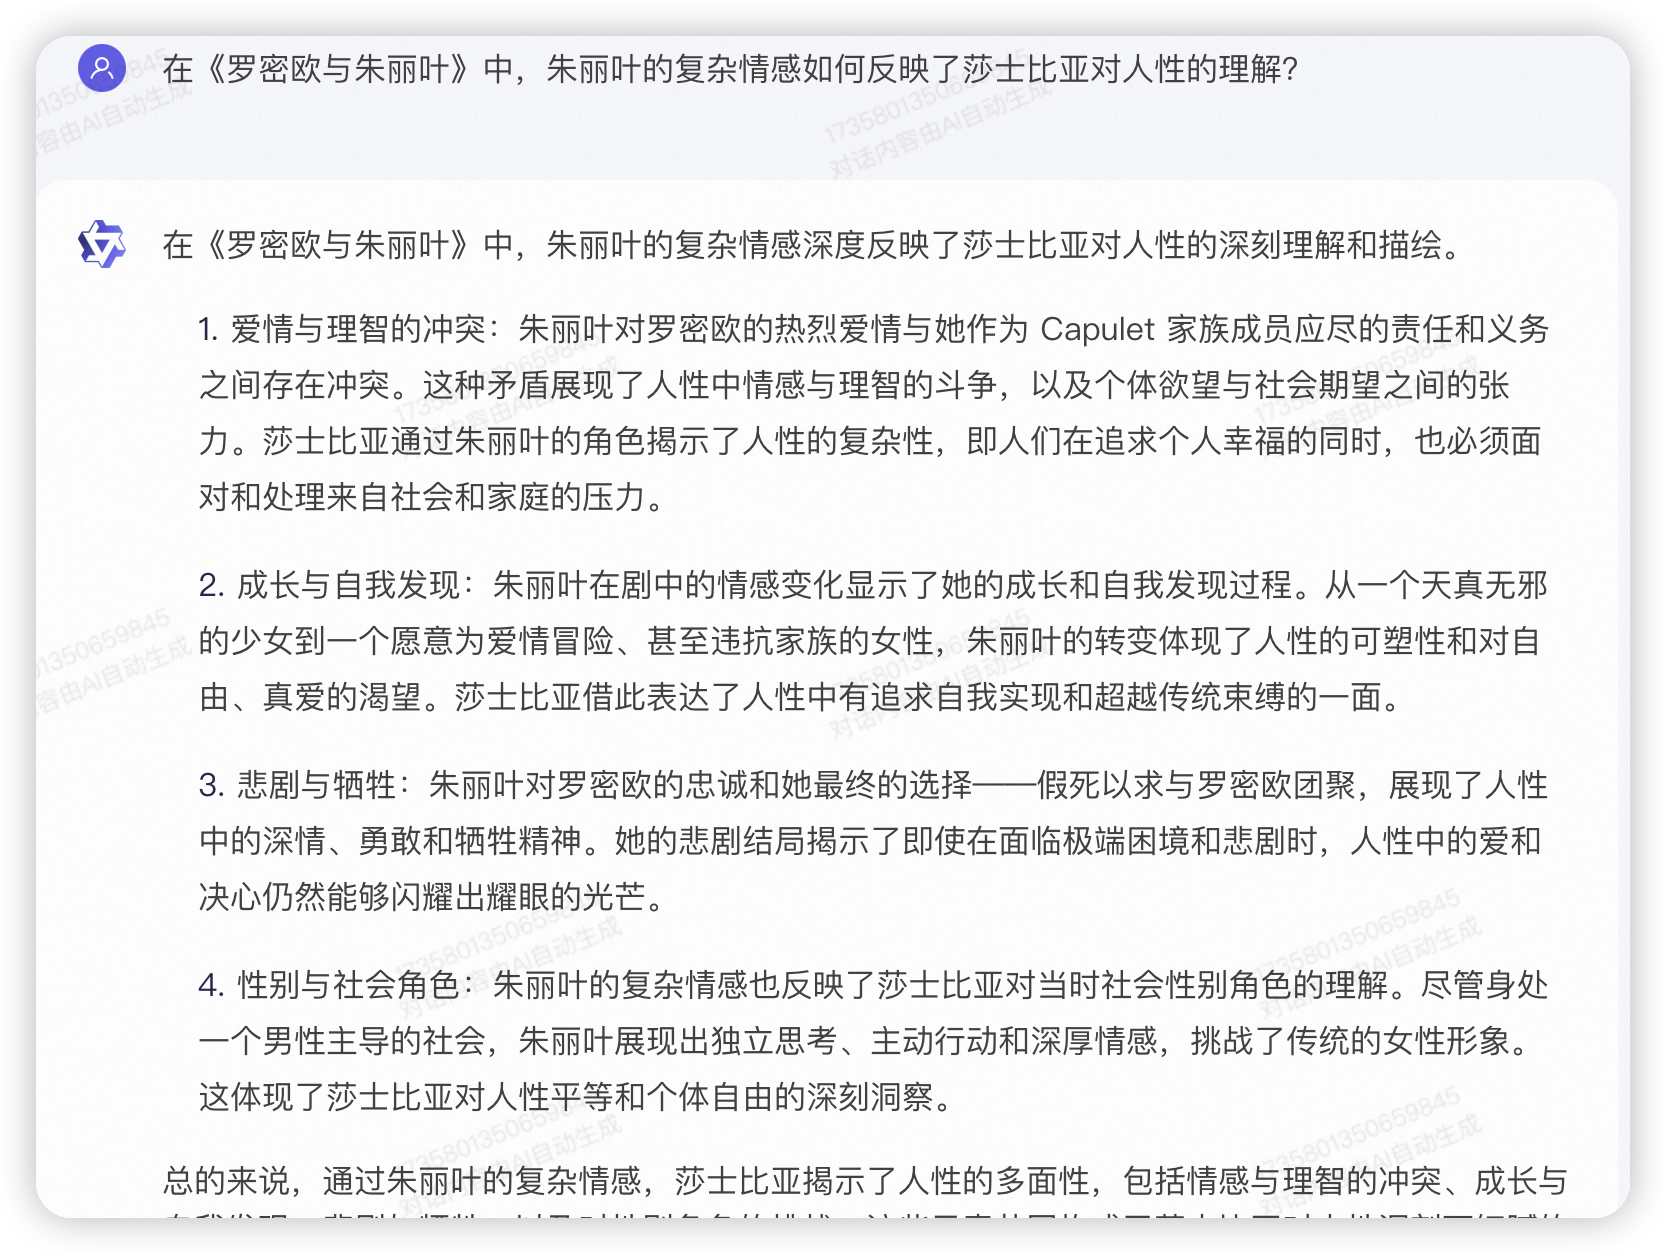 在《罗密欧与朱丽叶》中，朱丽叶的复杂情感如何反映了莎士比亚对人性的理解？
在《罗密欧与朱丽叶》中，朱丽叶的复杂情感深度反映了莎士比亚对人性的深刻理解和描绘。
1. 爱情与理智的冲突：朱丽叶对罗密欧的热烈爱情与她作为 Capulet 家族成员应尽的责任和义务
之间存在冲突。这种矛盾展现了人性中情感与理智的斗争，以及个体欲望与社会期望之间的张
力。莎士比亚通过朱丽叶的角色揭示了人性的复杂性，即人们在追求个人幸福的同时，也必须面
对和处理来自社会和家庭的压力。
2. 成长与自我发现：朱丽叶在剧中的情感变化显示了她的成长和自我发现过程。从一个天真无邪
的少女到一个愿意为爱情冒险、甚至违抗家族的女性，朱丽叶的转变体现了人性的可塑性和对自
由、真爱的渴望。莎士比亚借此表达了人性中有追求自我实现和超越传统束缚的一面。
3. 悲剧与牺牲：朱丽叶对罗密欧的忠诚和她最终的选择——假死以求与罗密欧团聚，展现了人性
中的深情、勇敢和牺牲精神。她的悲剧结局揭示了即使在面临极端困境和悲剧时，人性中的爱和
决心仍然能够闪耀出耀眼的光芒。
4. 性别与社会角色：朱丽叶的复杂情感也反映了莎士比亚对当时社会性别角色的理解。尽管身处
一个男性主导的社会，朱丽叶展现出独立思考、主动行动和深厚情感，挑战了传统的女性形象。
这体现了莎士比亚对人性平等和个体自由的深刻洞察。
总的来说，通过朱丽叶的复杂情感，莎士比亚揭示了人性的多面性，包括情感与理智的冲突、成长与
1735801350659845
对话内容由AI自动生成